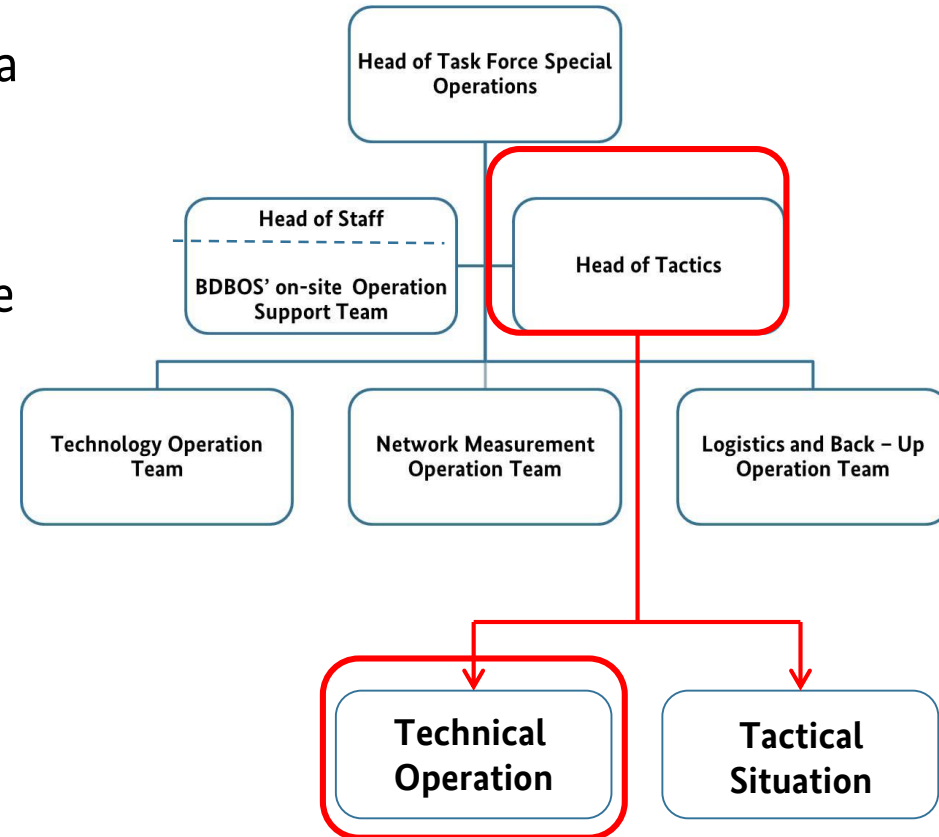 a
Head of Task Force Special
Operations
Head of Staff
BDBOS' on-site Operation
Support Team
Head of Tactics
e
Technology Operation
Team
Network Measurement
Operation Team
Logistics and Back – Up
Operation Team
Technical
Operation
Tactical
Situation